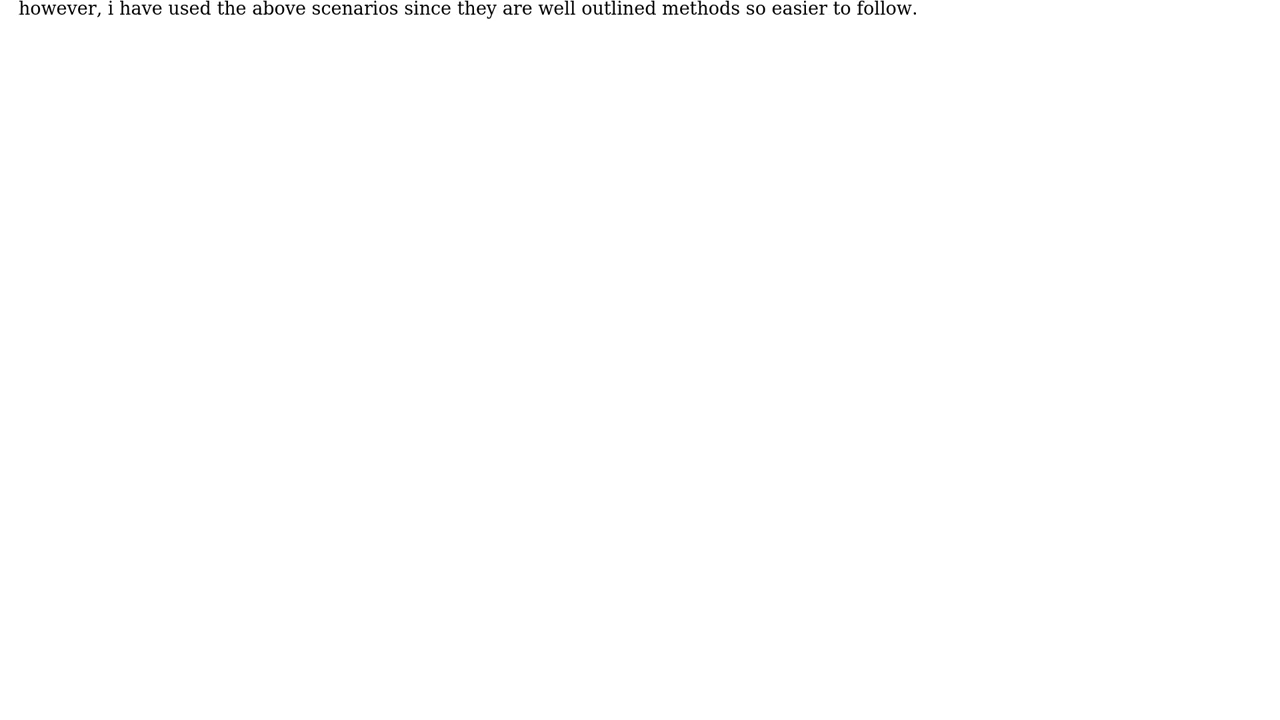 however, i have used the above scenarios since they are well outlined methods so easier to follow.